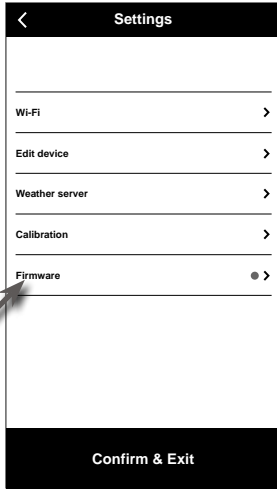 Settings
Wi-Fi
Edit device
Weather server
Calibration
Firmware
Confirm & Exit